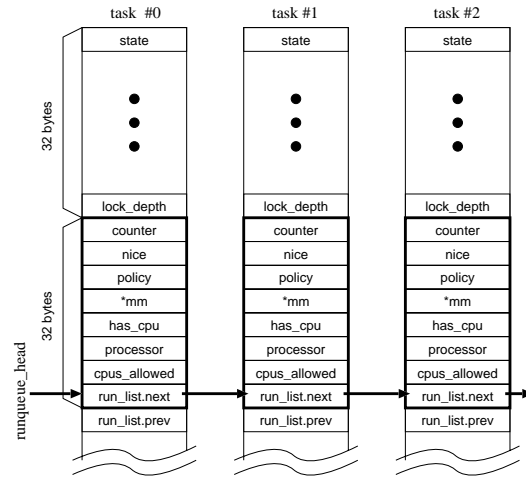 task #0
task #1
task #2
state
state
state
32 bytes
lock_depth
lock_depth
lock_depth
counter
counter
counter
nice
nice
nice
policy
policy
policy
*mm
*mm
*mm
32 bytes
has_cpu
has_cpu
has_cpu
processor
processor
processor
cpus_allowed
cpus_allowed
cpus_allowed
runqueue_head
run_list.next
run_list.next
run_list.next
run_list.prev
run_list.prev
run_list.prev